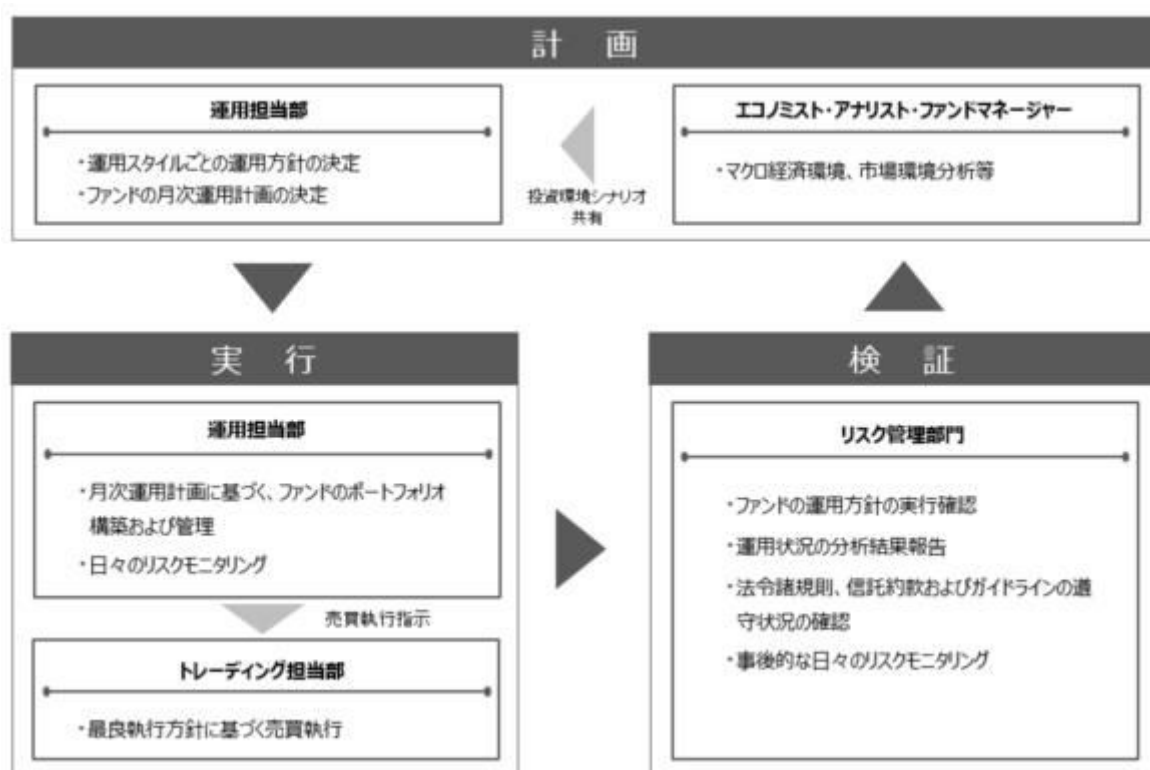 計 画
運用担当部
・運用スタイルごとの運用方針の決定
・ファンドの月次運用計画の決定
投資環境シナリオ
共有
エコノミスト・アナリスト・ファンドマネージャー
・マクロ経済環境、市場環境分析等
実 行
運用担当部
・月次運用計画に基づく、ファンドのポートフォリオ
構築および管理
・日々のリスクモニタリング
売買執行指示
トレーディング担当部
・最良執行方針に基づく売買執行
検 証
リスク管理部門
・ファンドの運用方針の実行確認
・運用状況の分析結果報告
・法令諸規則、信託約款およびガイドラインの遵
守状況の確認
・事後的な日々のリスクモニタリング